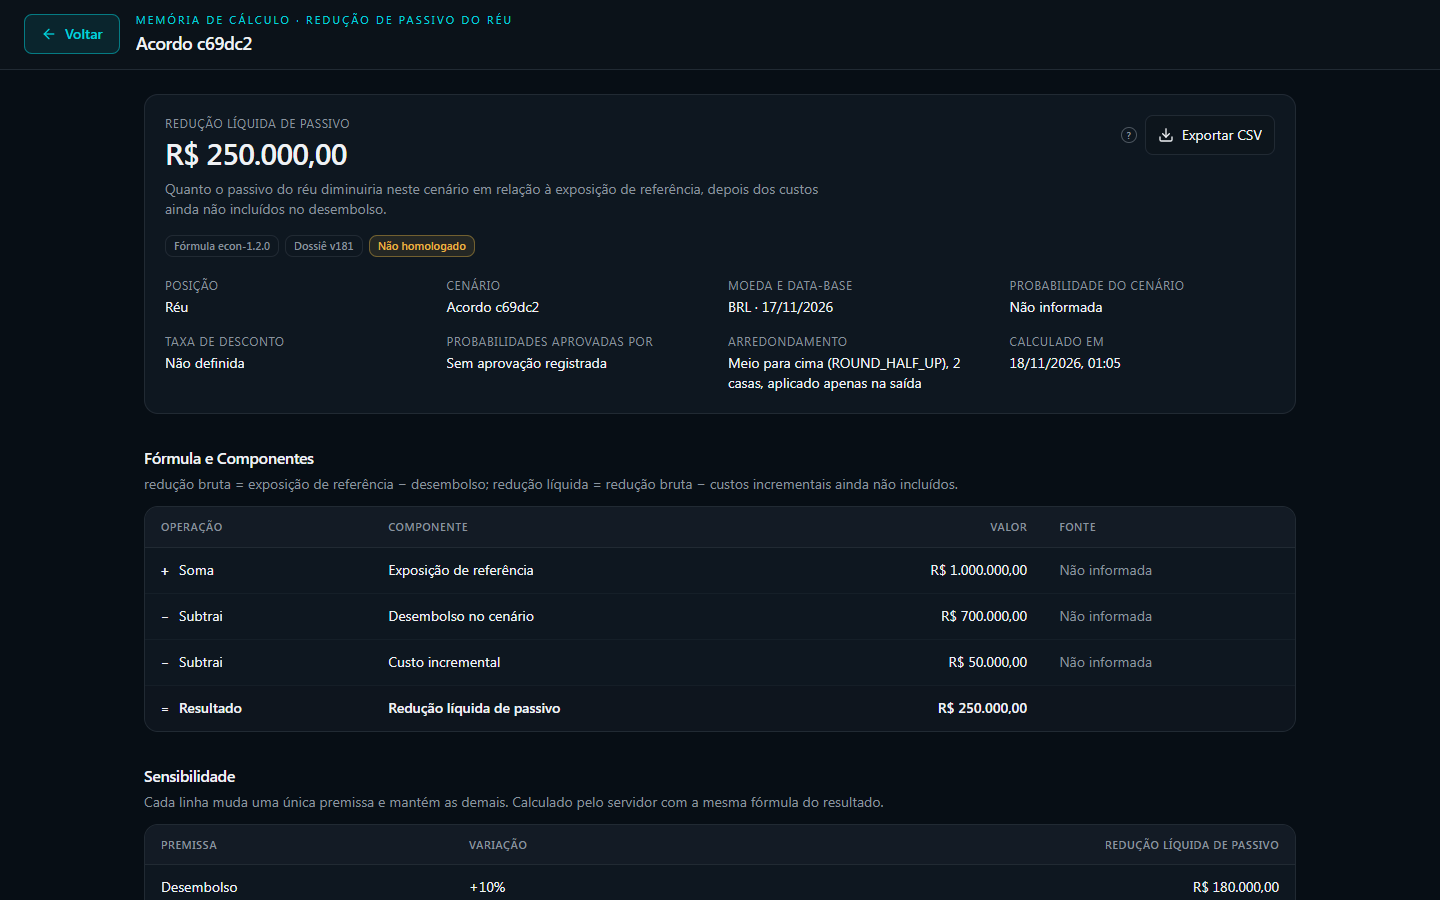 Voltar
MEMÓRIA DE CÁLCULO · REDUÇÃO DE PASSIVO DO RÉU
Acordo c69dc2
REDUÇÃO LÍQUIDA DE PASSIVO
R$ 250.000,00
Quanto o passivo do réu diminuiria neste cenário em relação à exposição de referência, depois dos custos
ainda não incluídos no desembolso.
? Exportar CSV
Fórmula econ-1.2.0 Dossiê v181 Não homologado
POSIÇÃO CENÁRIO MOEDA E DATA-BASE PROBABILIDADE DO CENÁRIO
Réu Acordo c69dc2 BRL · 17/11/2026 Não informada
TAXA DE DESCONTO PROBABILIDADES APROVADAS POR ARREDONDAMENTO CALCULADO EM
Não definida Sem aprovação registrada Meio para cima (ROUND_HALF_UP), 2 18/11/2026, 01:05
casas, aplicado apenas na saída
Fórmula e Componentes
redução bruta = exposição de referência − desembolso; redução líquida = redução bruta − custos incrementais ainda não incluídos.
OPERAÇÃO COMPONENTE VALOR FONTE
+ Soma Exposição de referência R$ 1.000.000,00 Não informada
− Subtrai Desembolso no cenário R$ 700.000,00 Não informada
− Subtrai Custo incremental R$ 50.000,00 Não informada
= Resultado Redução líquida de passivo R$ 250.000,00
Sensibilidade
Cada linha muda uma única premissa e mantém as demais. Calculado pelo servidor com a mesma fórmula do resultado.
PREMISSA VARIAÇÃO REDUÇÃO LÍQUIDA DE PASSIVO
Desembolso +10% R$ 180.000,00